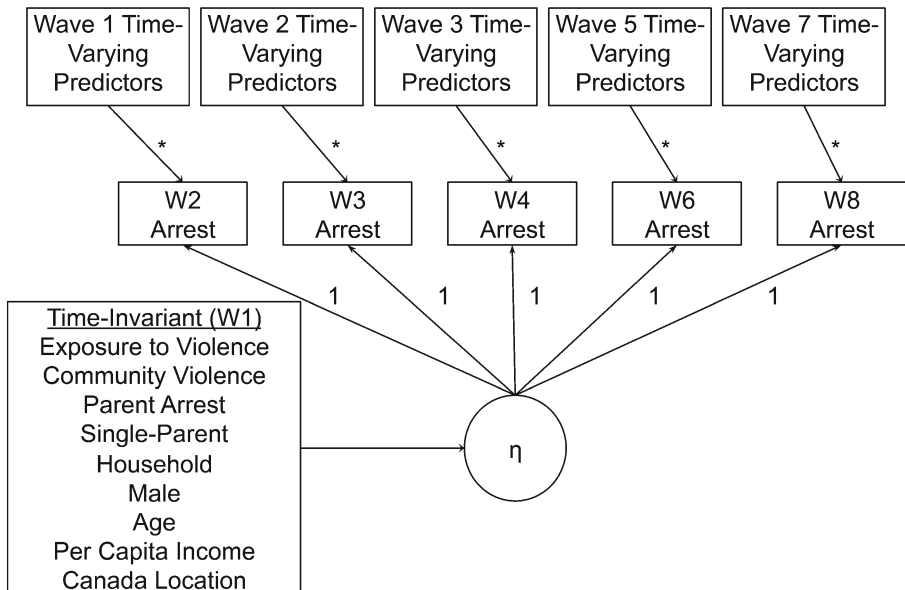 Wave 1 Time-
Varying
Predictors
Wave 2 Time-
Varying
Predictors
Wave 3 Time-
Varying
Predictors
Wave 5 Time-
Varying
Predictors
Wave 7 Time-
Varying
Predictors
*
*
*
*
*
W2
Arrest
W3
Arrest
W4
Arrest
W6
Arrest
W8
Arrest
1
1
1
1
1
Time-Invariant (W1)
Exposure to Violence
Community Violence
Parent Arrest
Single-Parent
Household
Male
Age
Per Capita Income
Canada Location
η